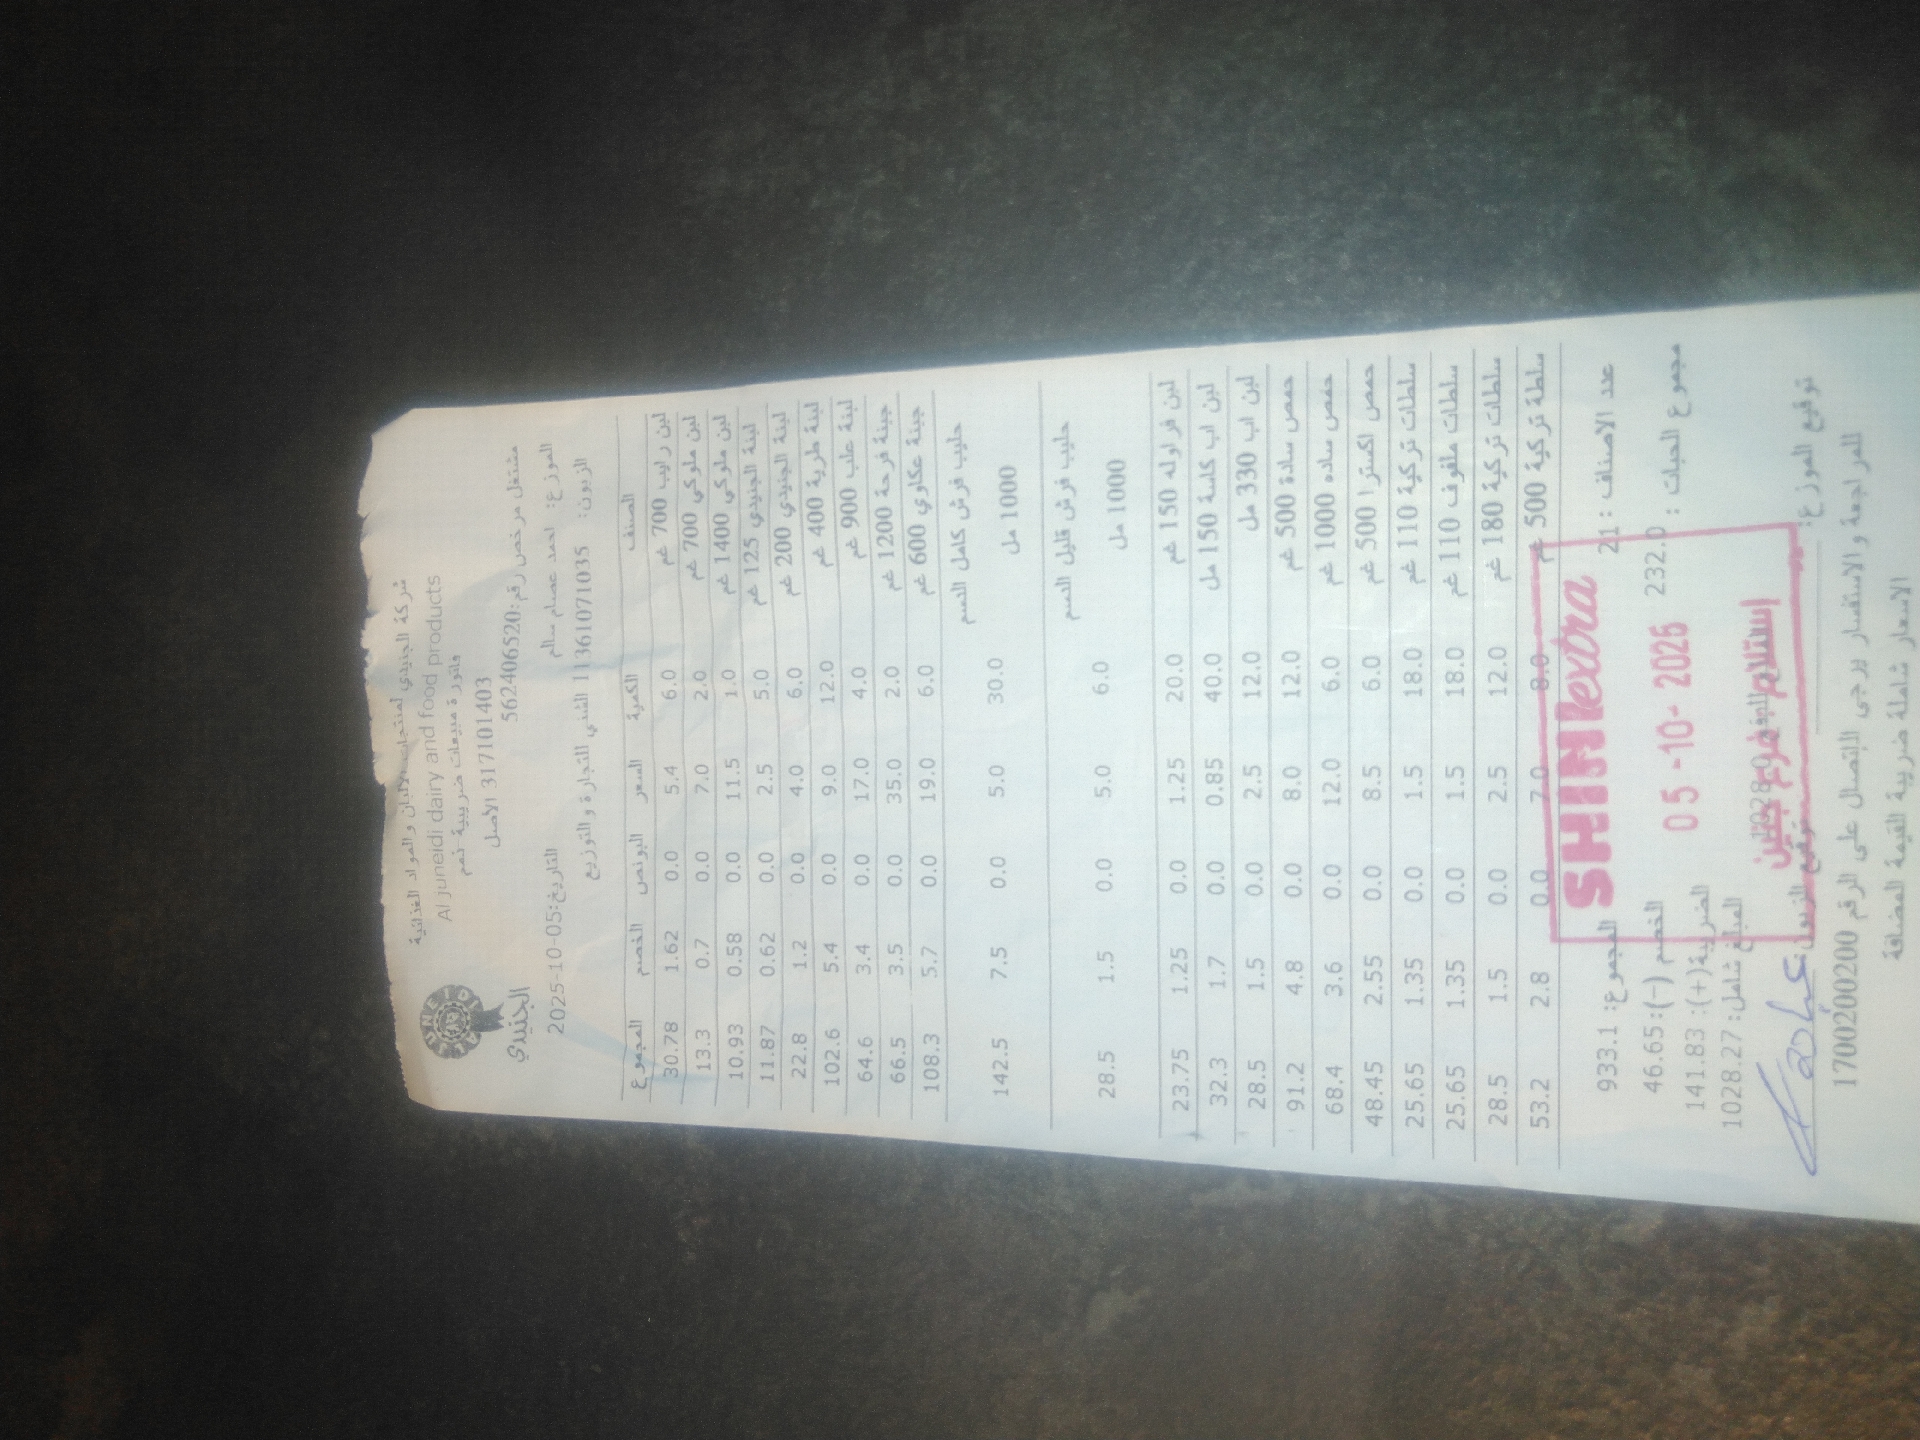 شركة الجنيدي لمنتجات الالبان والمواد الغذائية
Al juneidi dairy and food products
فاتورة مبيعات ضريبية نصم
3171101403 الاصل
مشتغل مرخص رقم:562406520
AL JUNEIDI
الجنيدي
الموزع: احمد عصام سالم التاريخ:2025-10-05
الزبون: 11361071035 الشني للتجارة و التوزيع
الصنف الكمية السعر البونص الخصم المجموع
لبن رايب 700 غم 6.0 5.4 0.0 1.62 30.78
لبن ملوكي 700 غم 2.0 7.0 0.0 0.7 13.3
لبن ملوكي 1400 غم 1.0 11.5 0.0 0.58 10.93
لبنة الجنيدي 125 غم 5.0 2.5 0.0 0.62 11.87
لبنة الجنيدي 200 غم 6.0 4.0 0.0 1.2 22.8
لبنة طرية 400 غم 12.0 9.0 0.0 5.4 102.6
لبنة علب 900 غم 4.0 17.0 0.0 3.4 64.6
جبنة فرحة 1200 غم 2.0 35.0 0.0 3.5 66.5
جبنة عكاوي 600 غم 6.0 19.0 0.0 5.7 108.3
حليب فرش كامل الدسم
1000 مل 30.0 5.0 0.0 7.5 142.5
حليب فرش قليل الدسم
1000 مل 6.0 5.0 0.0 1.5 28.5
لبن فراوله 150 غم 20.0 1.25 0.0 1.25 23.75
لبن اب كاسة 150 مل 40.0 0.85 0.0 1.7 32.3
لبن اب 330 مل 12.0 2.5 0.0 1.5 28.5
حمص سادة 500 غم 12.0 8.0 0.0 4.8 91.2
حمص ساده 1000 غم 6.0 12.0 0.0 3.6 68.4
حمص اكسترا 500 غم 6.0 8.5 0.0 2.55 48.45
سلطات تركية 110 غم 18.0 1.5 0.0 1.35 25.65
سلطات ملفوف 110 غم 18.0 1.5 0.0 1.35 25.65
سلطات تركية 180 غم 12.0 2.5 0.0 1.5 28.5
سلطة تركية 500 غم 8.0 7.0 0.0 2.8 53.2
عدد الاصناف : 21 المجموع: 933.1
SHINI extra
مجموع الحبات : 232.0 الخصم (-): 46.65
05-10-2025
الضريبة(+): 141.83
المبلغ شامل: 1028.27
إستلام فرع جنين
توقيع الموزع: توقيع الزبون:
للمراجعة و الاستفسار يرجى الاتصال على الرقم 1700200200
الاسعار شاملة ضريبة القيمة المضافة